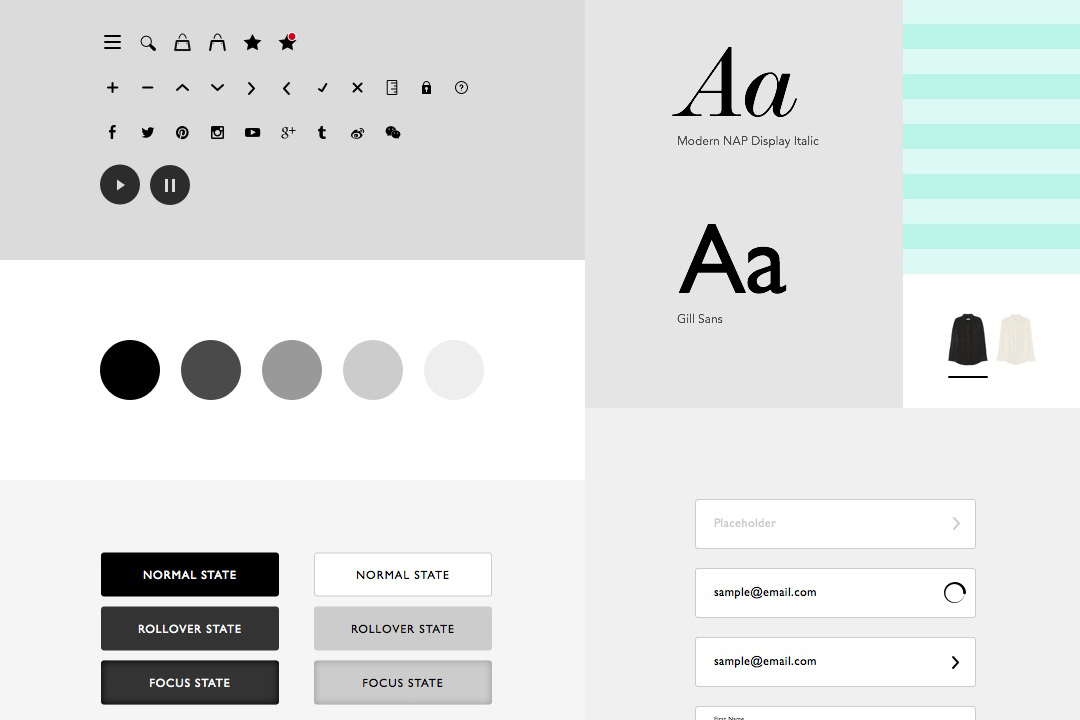 Aa
Modern NAP Display Italic
Aa
Gill Sans
NORMAL STATE
NORMAL STATE
ROLLOVER STATE
ROLLOVER STATE
FOCUS STATE
FOCUS STATE
Placeholder
sample@email.com
sample@email.com
First Name